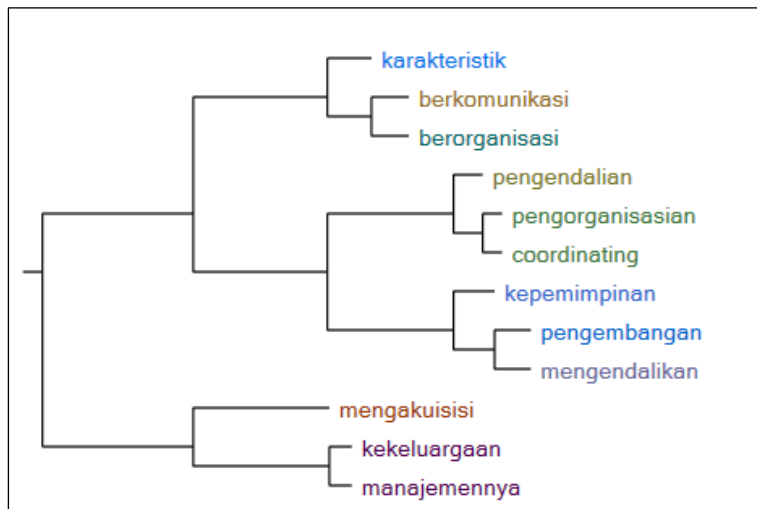 karakteristik
berkomunikasi
berorganisasi
pengendalian
pengorganisasian
coordinating
kepemimpinan
pengembangan
mengendalikan
mengakuisisi
kekeluargaan
manajemennya